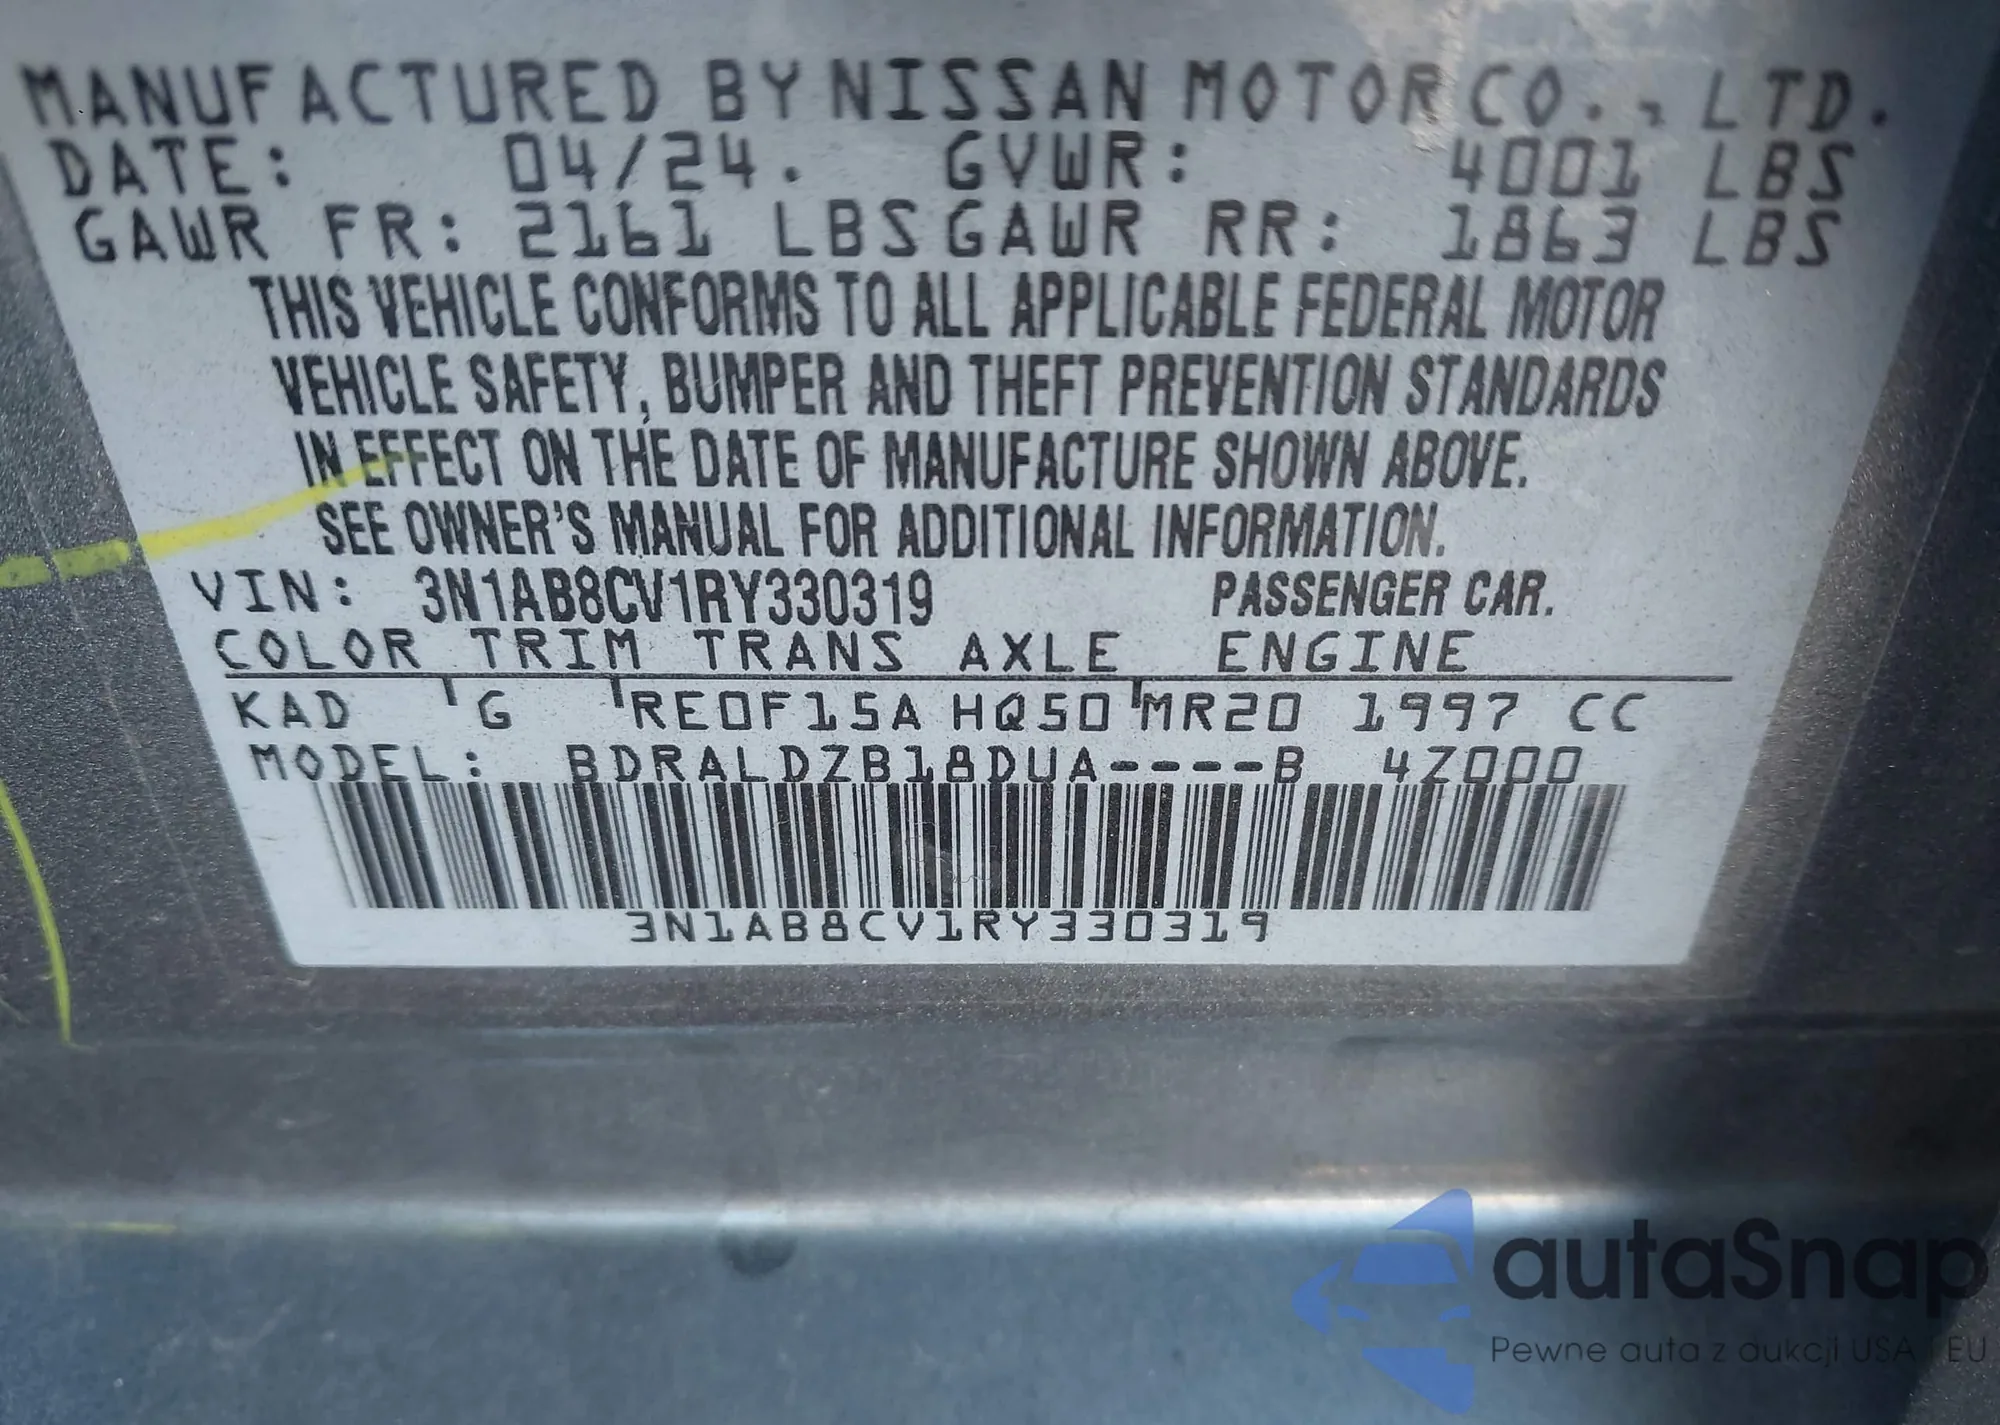 MANUFACTURED BY NISSAN MOTOR CO., LTD.
DATE: 04/24. GVWR: 4001 LBS
GAWR FR: 2161 LBS GAWR RR: 1863 LBS
THIS VEHICLE CONFORMS TO ALL APPLICABLE FEDERAL MOTOR
VEHICLE SAFETY, BUMPER AND THEFT PREVENTION STANDARDS
IN EFFECT ON THE DATE OF MANUFACTURE SHOWN ABOVE.
SEE OWNER'S MANUAL FOR ADDITIONAL INFORMATION.
VIN: 3N1AB8CV1RY330319 PASSENGER CAR.
COLOR TRIM TRANS AXLE ENGINE
KAD G RE0F15A HQ50 MR20 1997 CC
MODEL: BDRALDZB18DUA----B 4Z000
3N1AB8CV1RY330319
autaSnap
Pewne auta z aukcji USA i EU